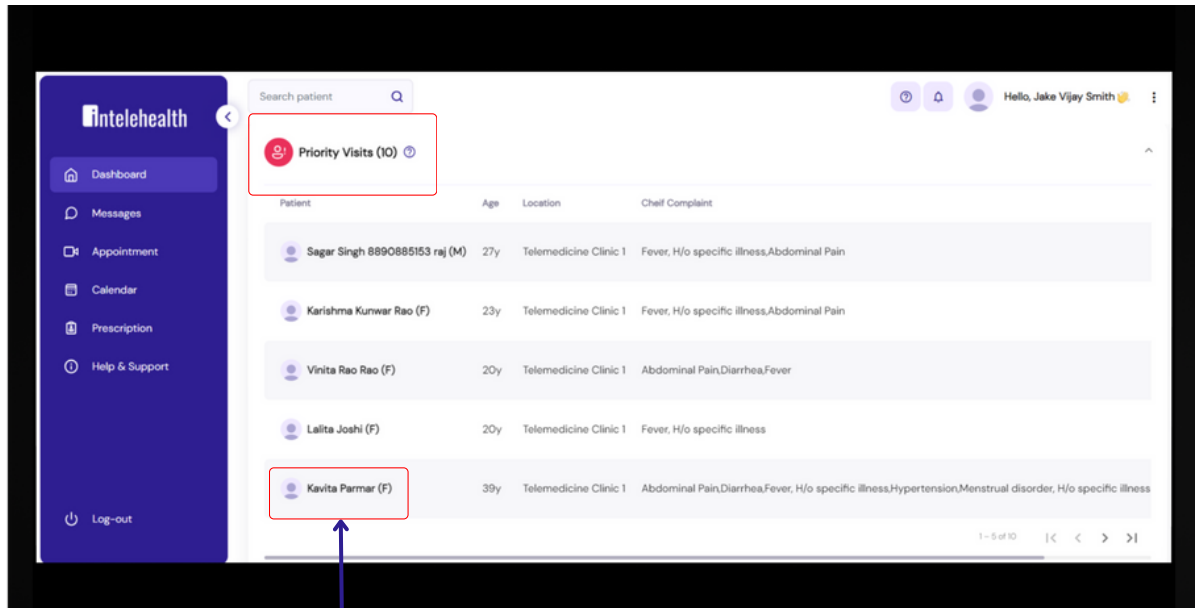 intelehealth
Dashboard
Messages
Appointment
Calendar
Prescription
Help & Support
Log-out
Search patient
Hello, Jake Vijay Smith 👋
Priority Visits (10)
Patient Age Location Cheif Complaint
Sagar Singh 8890885153 raj (M) 27y Telemedicine Clinic 1 Fever, H/o specific illness,Abdominal Pain
Karishma Kunwar Rao (F) 23y Telemedicine Clinic 1 Fever, H/o specific illness,Abdominal Pain
Vinita Rao Rao (F) 20y Telemedicine Clinic 1 Abdominal Pain,Diarrhea,Fever
Lalita Joshi (F) 20y Telemedicine Clinic 1 Fever, H/o specific illness
Kavita Parmar (F) 39y Telemedicine Clinic 1 Abdominal Pain,Diarrhea,Fever, H/o specific illness,Hypertension,Menstrual disorder, H/o specific illness
1 – 5 of 10